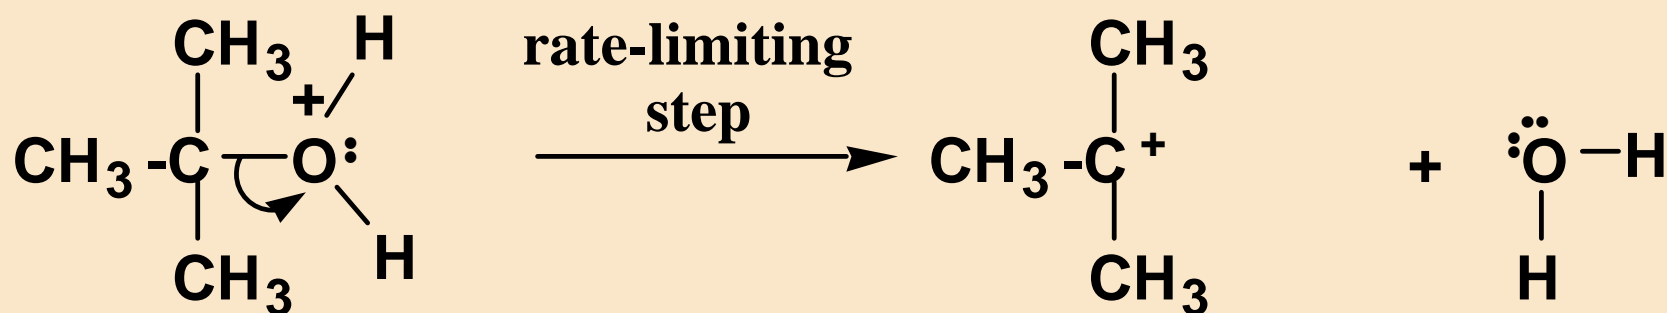 CH3 H rate-limiting CH3
+ step
CH3 -C O: CH3 -C+ + :O H
H
CH3 CH3 H